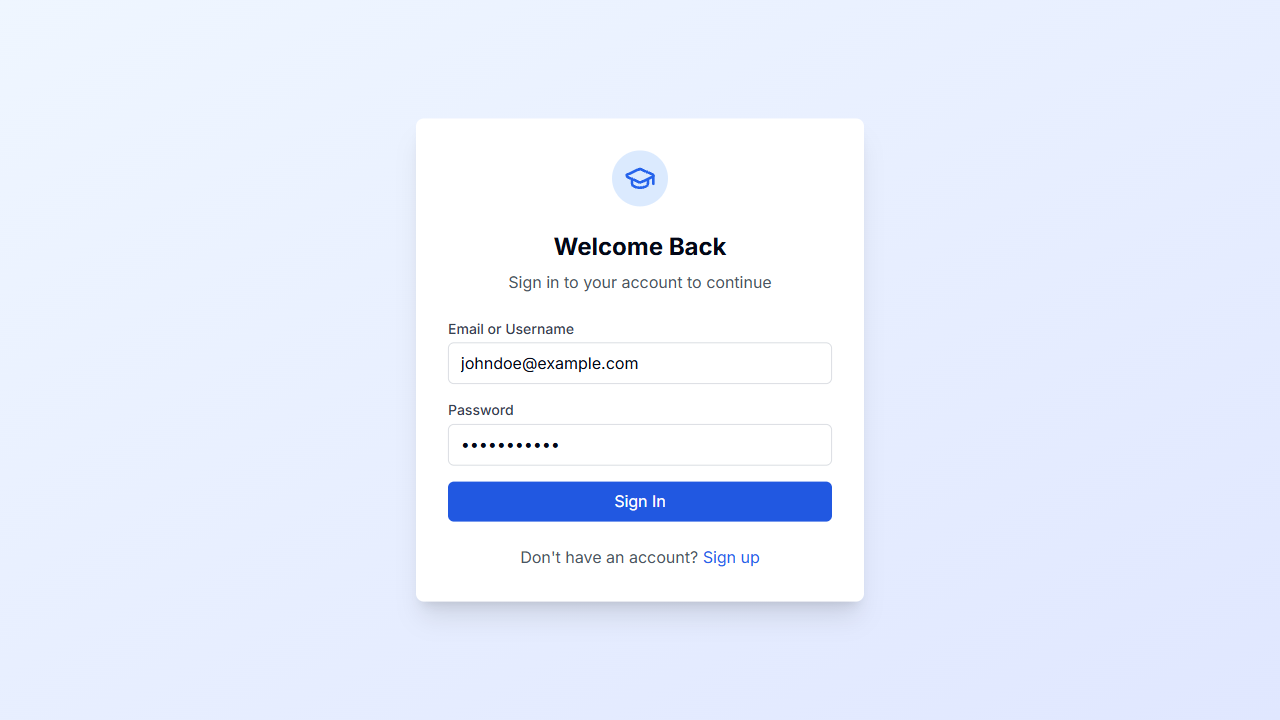 Welcome Back
Sign in to your account to continue
Email or Username
johndoe@example.com
Password
•••••••••••
Sign In
Don't have an account? Sign up